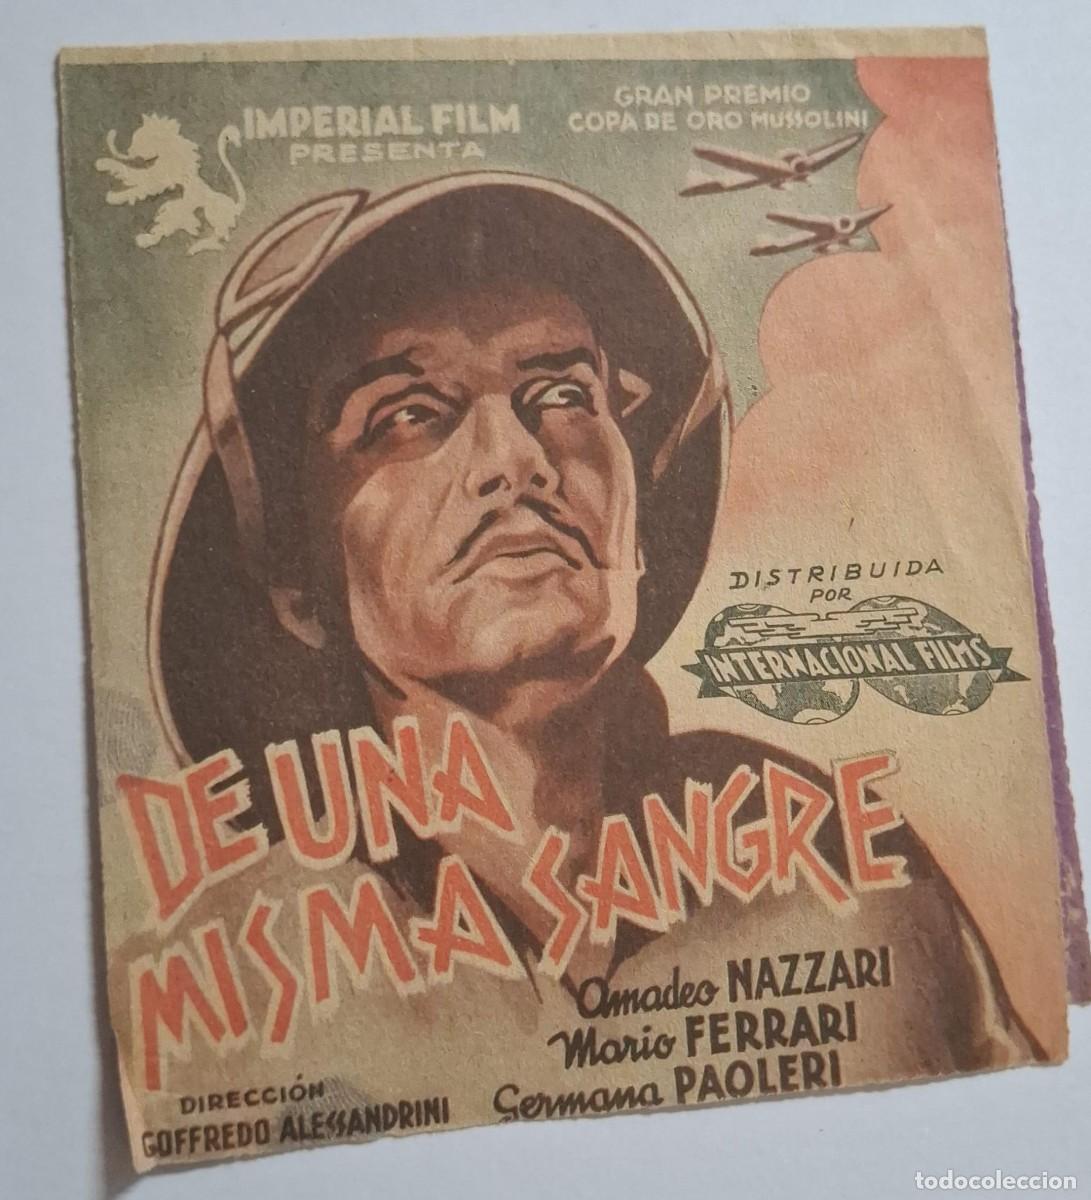 IMPERIAL FILM
PRESENTA
GRAN PREMIO
COPA DE ORO MUSSOLINI
DISTRIBUIDA
POR
INTERNACIONAL FILMS
DE UNA
MISMA SANGRE
Amadeo NAZZARI
Mario FERRARI
Germana PAOLERI
DIRECCIÓN
GOFFREDO ALESSANDRINI
todocoleccion